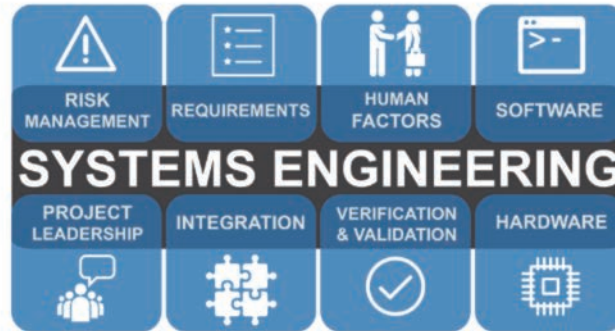 RISK
MANAGEMENT
REQUIREMENTS
HUMAN
FACTORS
SOFTWARE
>-
SYSTEMS ENGINEERING
PROJECT
LEADERSHIP
INTEGRATION
VERIFICATION
& VALIDATION
HARDWARE